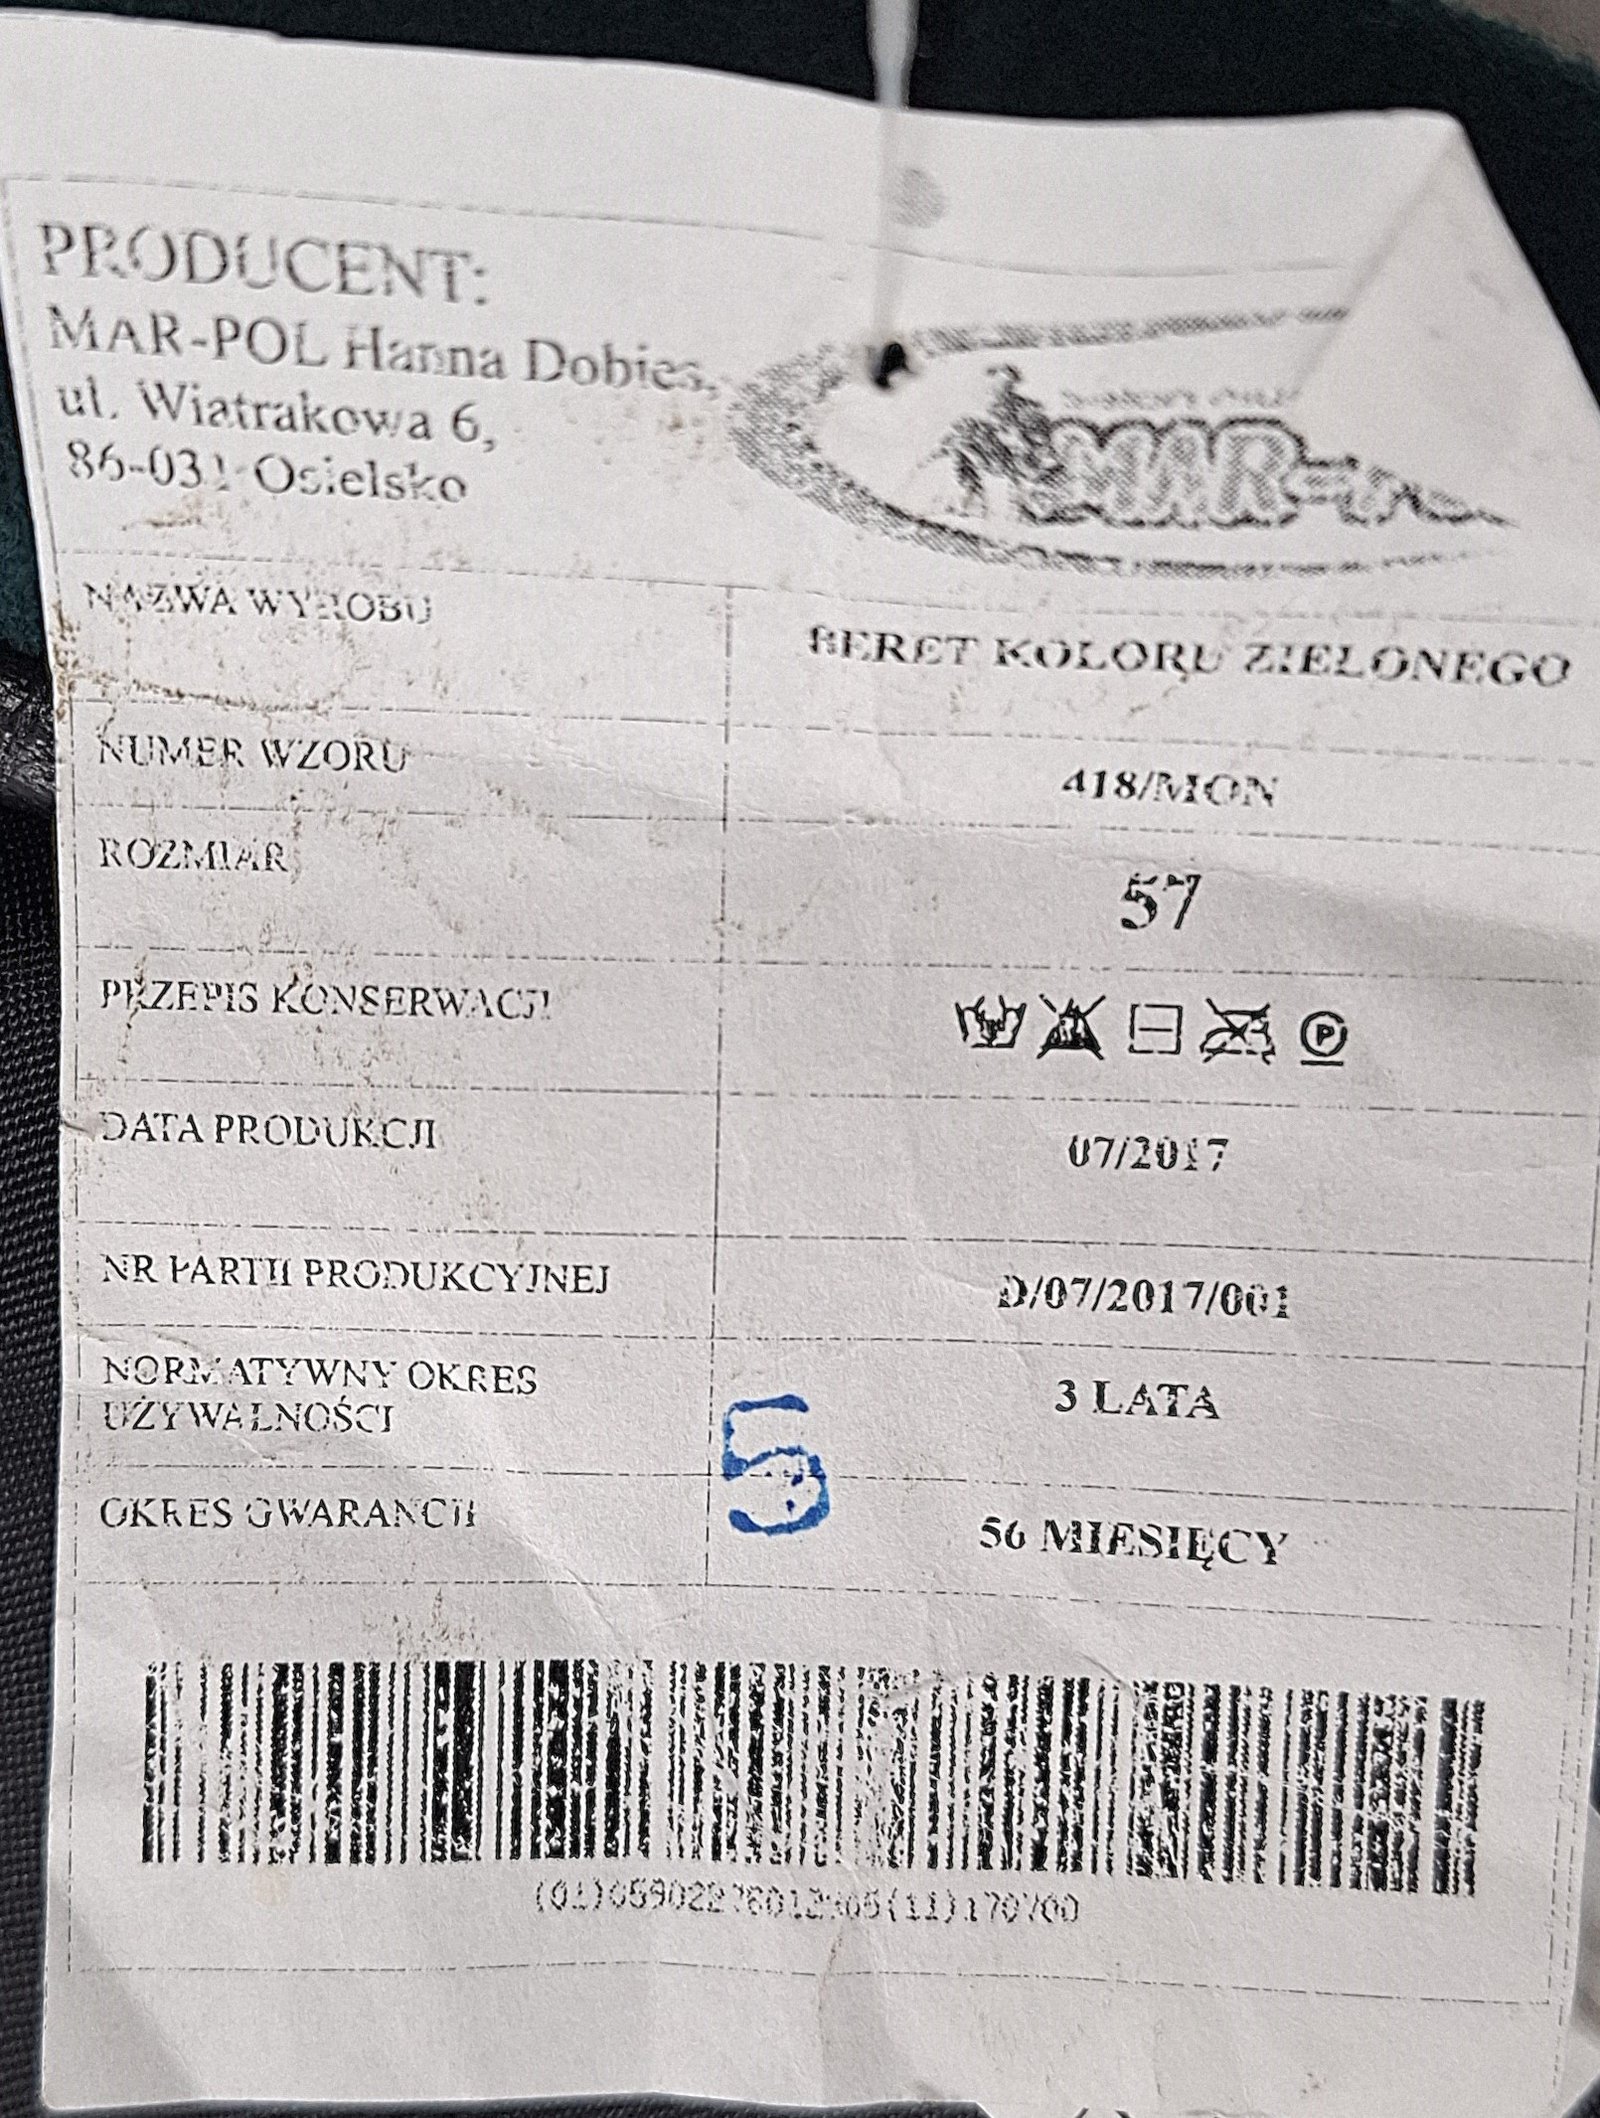 PRODUCENT:
MAR-POL Hanna Dobies,
ul. Wiatrakowa 6,
86-031 Osielsko
MAR-
NAZWA WYROBU
BERET KOLORU ZIELONEGO
NUMER WZORU
418/MON
ROZMIAR
57
PRZEPIS KONSERWACJI
P
DATA PRODUKCJI
07/2017
NR PARTII PRODUKCYJNEJ
D/07/2017/001
NORMATYWNY OKRES
UŻYWALNOŚCI
3 LATA
5
OKRES GWARANCJI
56 MIESIĘCY